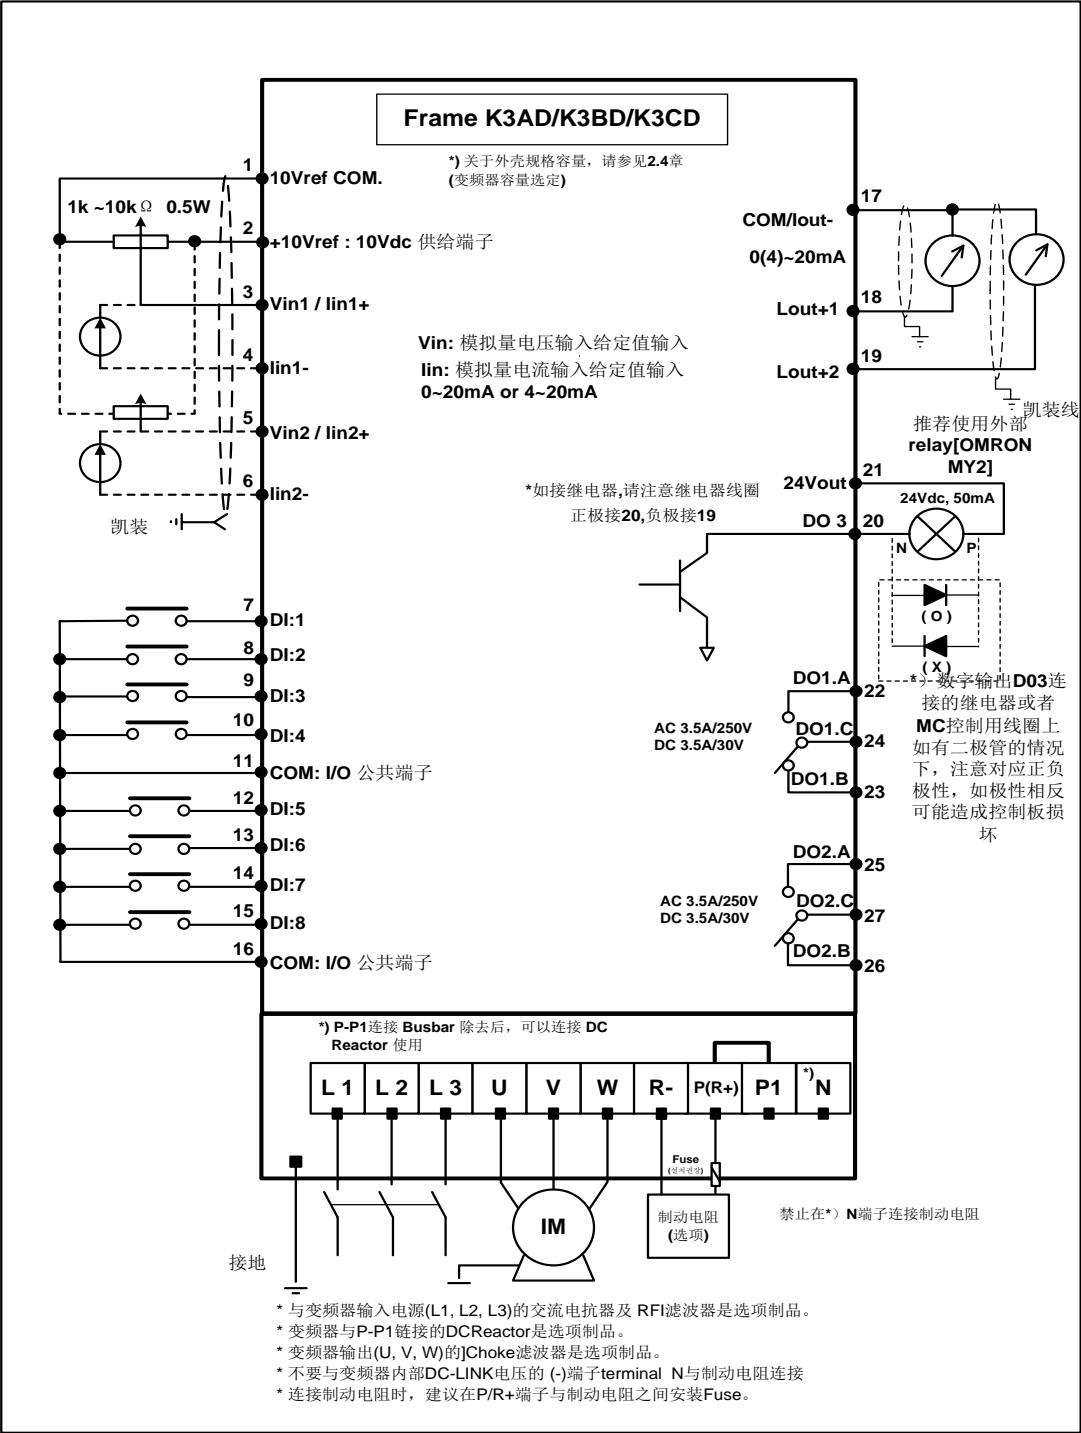 Frame K3AD/K3BD/K3CD
*) 关于外壳规格容量，请参见2.4章
(变频器容量选定)
1
10Vref COM.
1k ~10kΩ 0.5W
2
+10Vref : 10Vdc 供给端子
3
Vin1 / Iin1+
4
Iin1-
5
Vin2 / Iin2+
6
Iin2-
凯装
Vin: 模拟量电压输入给定值输入
Iin: 模拟量电流输入给定值输入
0~20mA or 4~20mA
17
COM/Iout-
0(4)~20mA
18
Lout+1
19
Lout+2
凯装线
推荐使用外部
relay[OMRON
MY2]
21
24Vout
24Vdc, 50mA
*如接继电器,请注意继电器线圈
正极接20,负极接19
DO 3
20
N
P
( O )
( X )
*）数字输出D03连
接的继电器或者
MC控制用线圈上
如有二极管的情况
下，注意对应正负
极性，如极性相反
可能造成控制板损
坏
7
DI:1
8
DI:2
9
DI:3
10
DI:4
11
COM: I/O 公共端子
12
DI:5
13
DI:6
14
DI:7
15
DI:8
16
COM: I/O 公共端子
DO1.A
22
AC 3.5A/250V
DC 3.5A/30V
DO1.C
24
DO1.B
23
DO2.A
25
AC 3.5A/250V
DC 3.5A/30V
DO2.C
27
DO2.B
26
*) P-P1连接 Busbar 除去后，可以连接 DC
Reactor 使用
L 1
L 2
L 3
U
V
W
R-
P(R+)
P1
*)
N
Fuse
(설치권장)
IM
制动电阻
(选项)
禁止在*）N端子连接制动电阻
接地
* 与变频器输入电源(L1, L2, L3)的交流电抗器及 RFI滤波器是选项制品。
* 变频器与P-P1链接的DCReactor是选项制品。
* 变频器输出(U, V, W)的]Choke滤波器是选项制品。
* 不要与变频器内部DC-LINK电压的 (-)端子terminal N与制动电阻连接
* 连接制动电阻时，建议在P/R+端子与制动电阻之间安装Fuse。